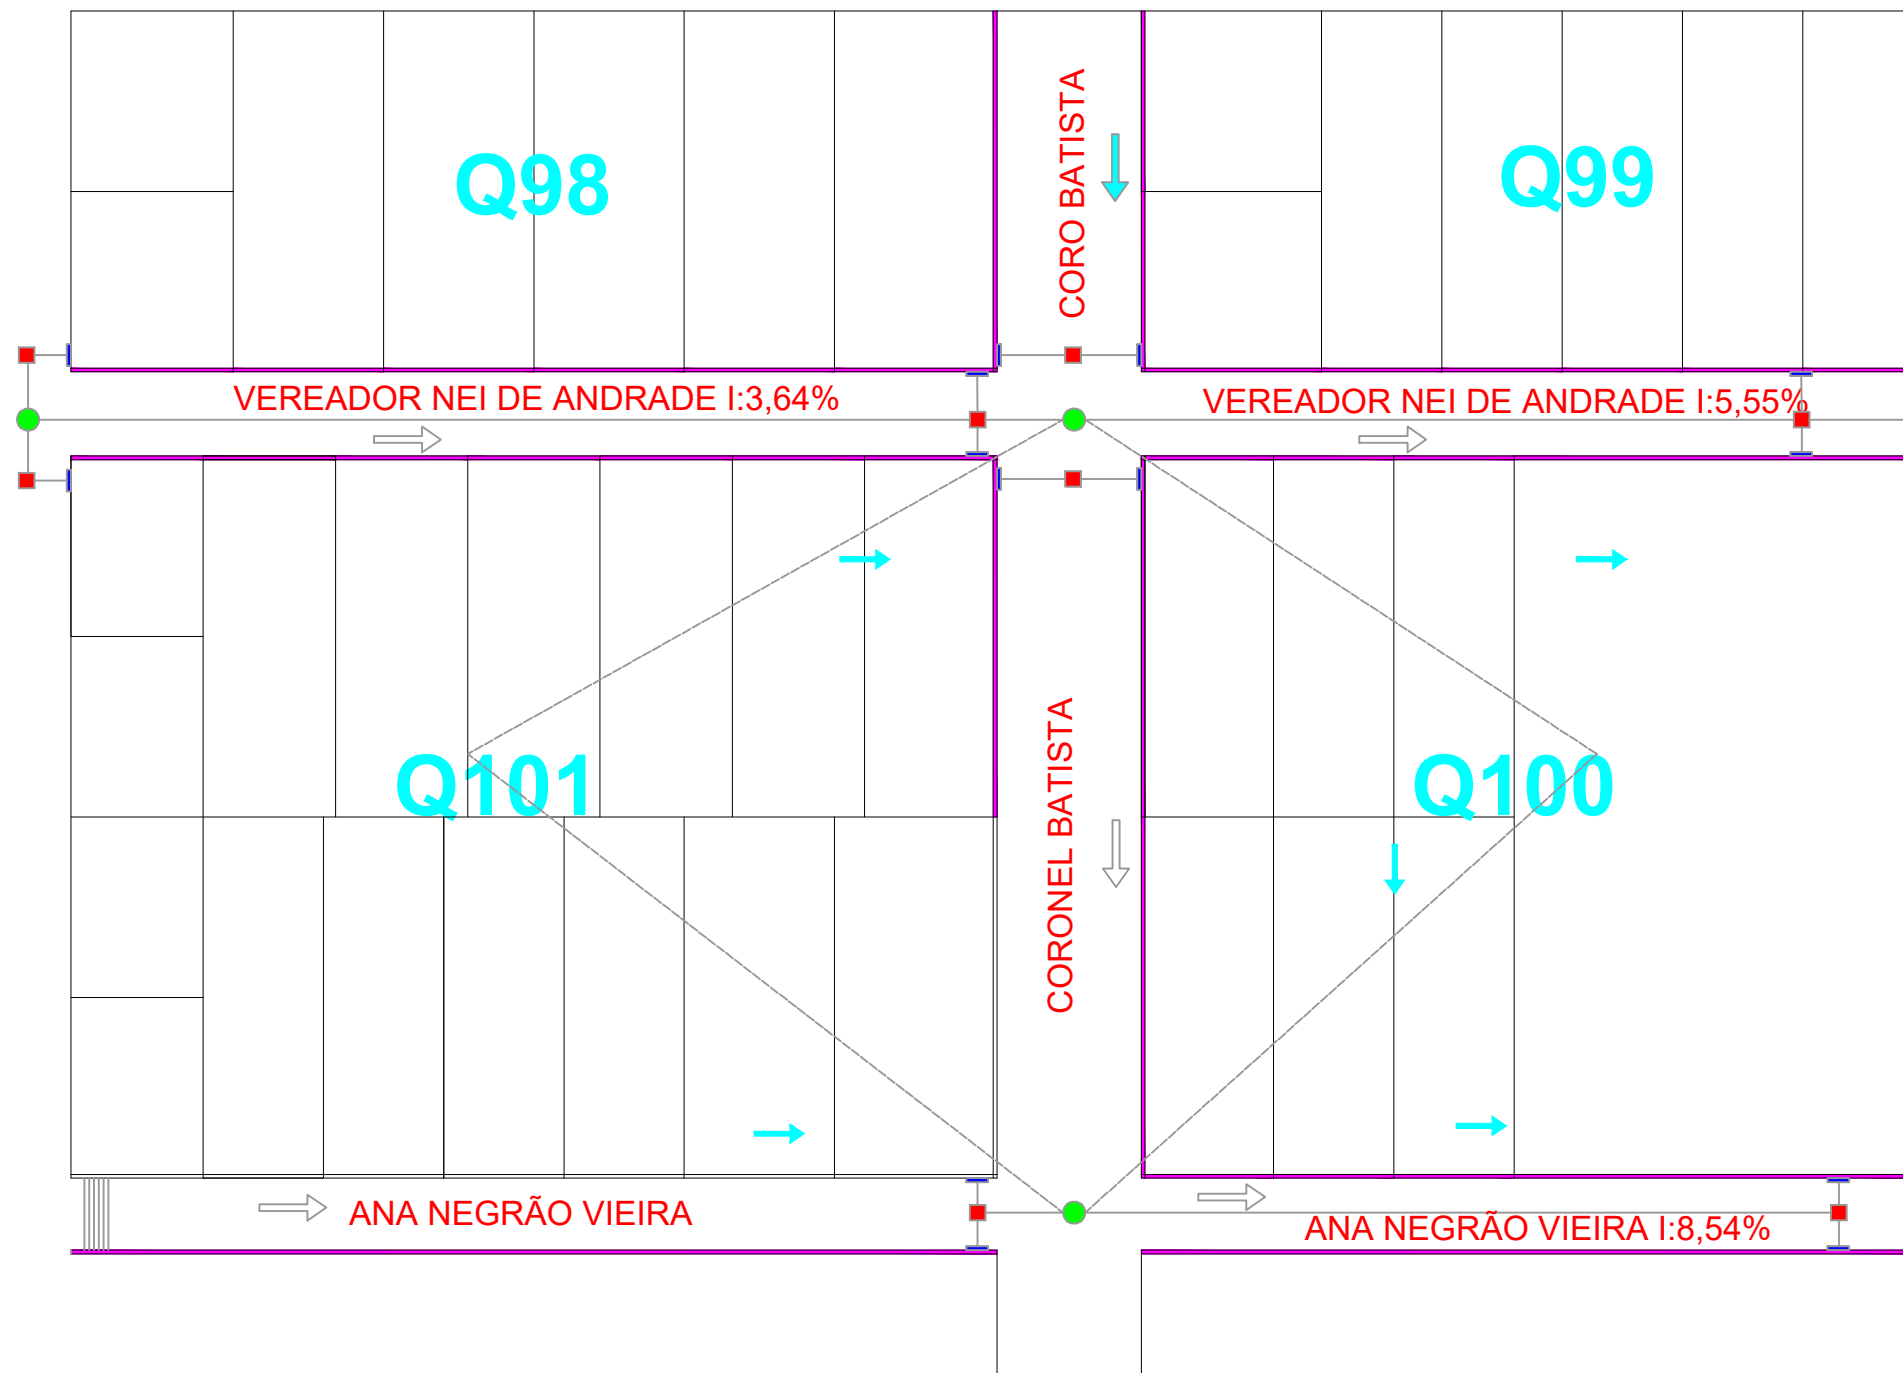 Q98
CORO BATISTA
Q99
VEREADOR NEI DE ANDRADE I:3,64%
VEREADOR NEI DE ANDRADE I:5,55%
Q101
CORONEL BATISTA
Q100
ANA NEGRÃO VIEIRA
ANA NEGRÃO VIEIRA I:8,54%